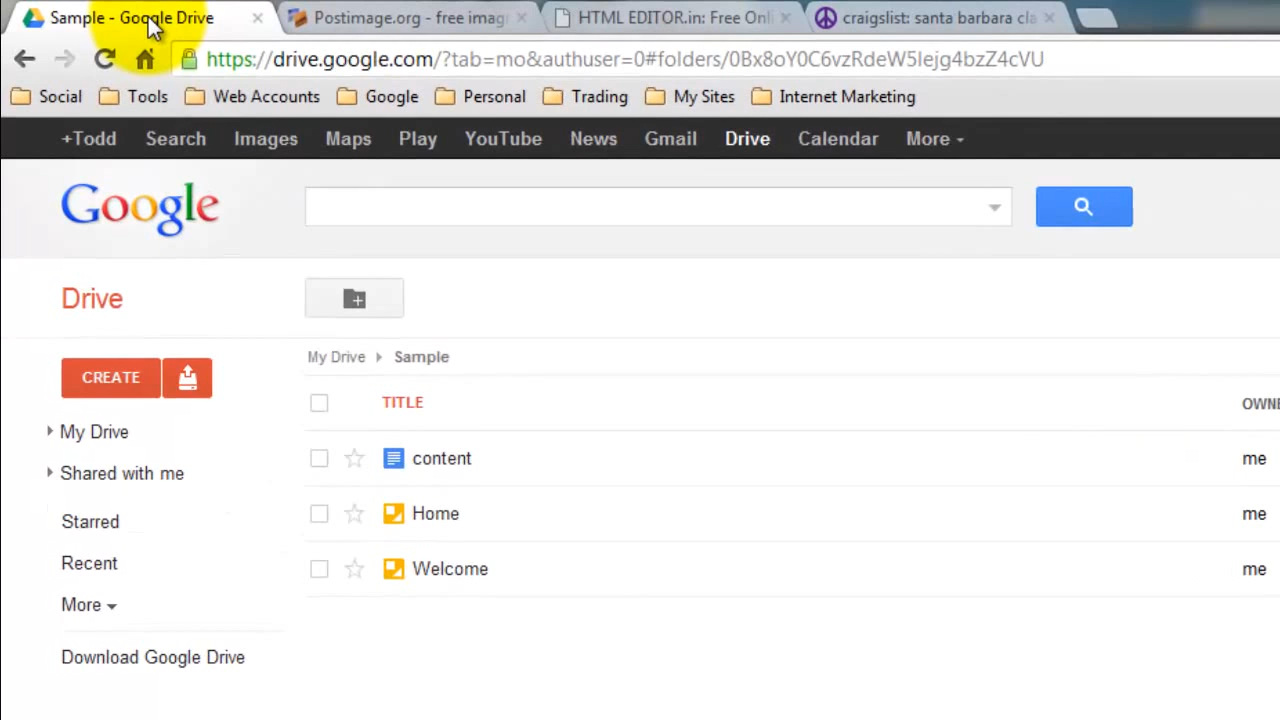 Sample - Google Drive
Postimage.org - free imag
HTML EDITOR.in: Free Onli
craigslist: santa barbara cla
https://drive.google.com/?tab=mo&authuser=0#folders/0Bx8oY0C6vzRdeW5lejg4bzZ4cVU
Social Tools Web Accounts Google Personal Trading My Sites Internet Marketing
+Todd Search Images Maps Play YouTube News Gmail Drive Calendar More
Google
Drive
My Drive Sample
CREATE
TITLE OWNE
My Drive
content me
Shared with me
Home me
Starred
Recent
Welcome me
More
Download Google Drive